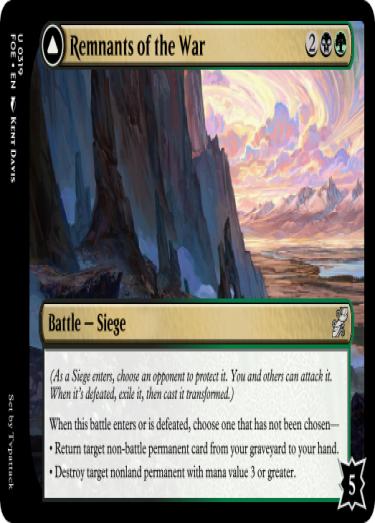 Remnants of the War 2
Battle – Siege
(As a Siege enters, choose an opponent to protect it. You and others can attack it.
When it's defeated, exile it, then cast it transformed.)
When this battle enters or is defeated, choose one that has not been chosen—
• Return target non-battle permanent card from your graveyard to your hand.
• Destroy target nonland permanent with mana value 3 or greater.
5
U 0319
FOE • EN KENT DAVIS
Set by Typattack